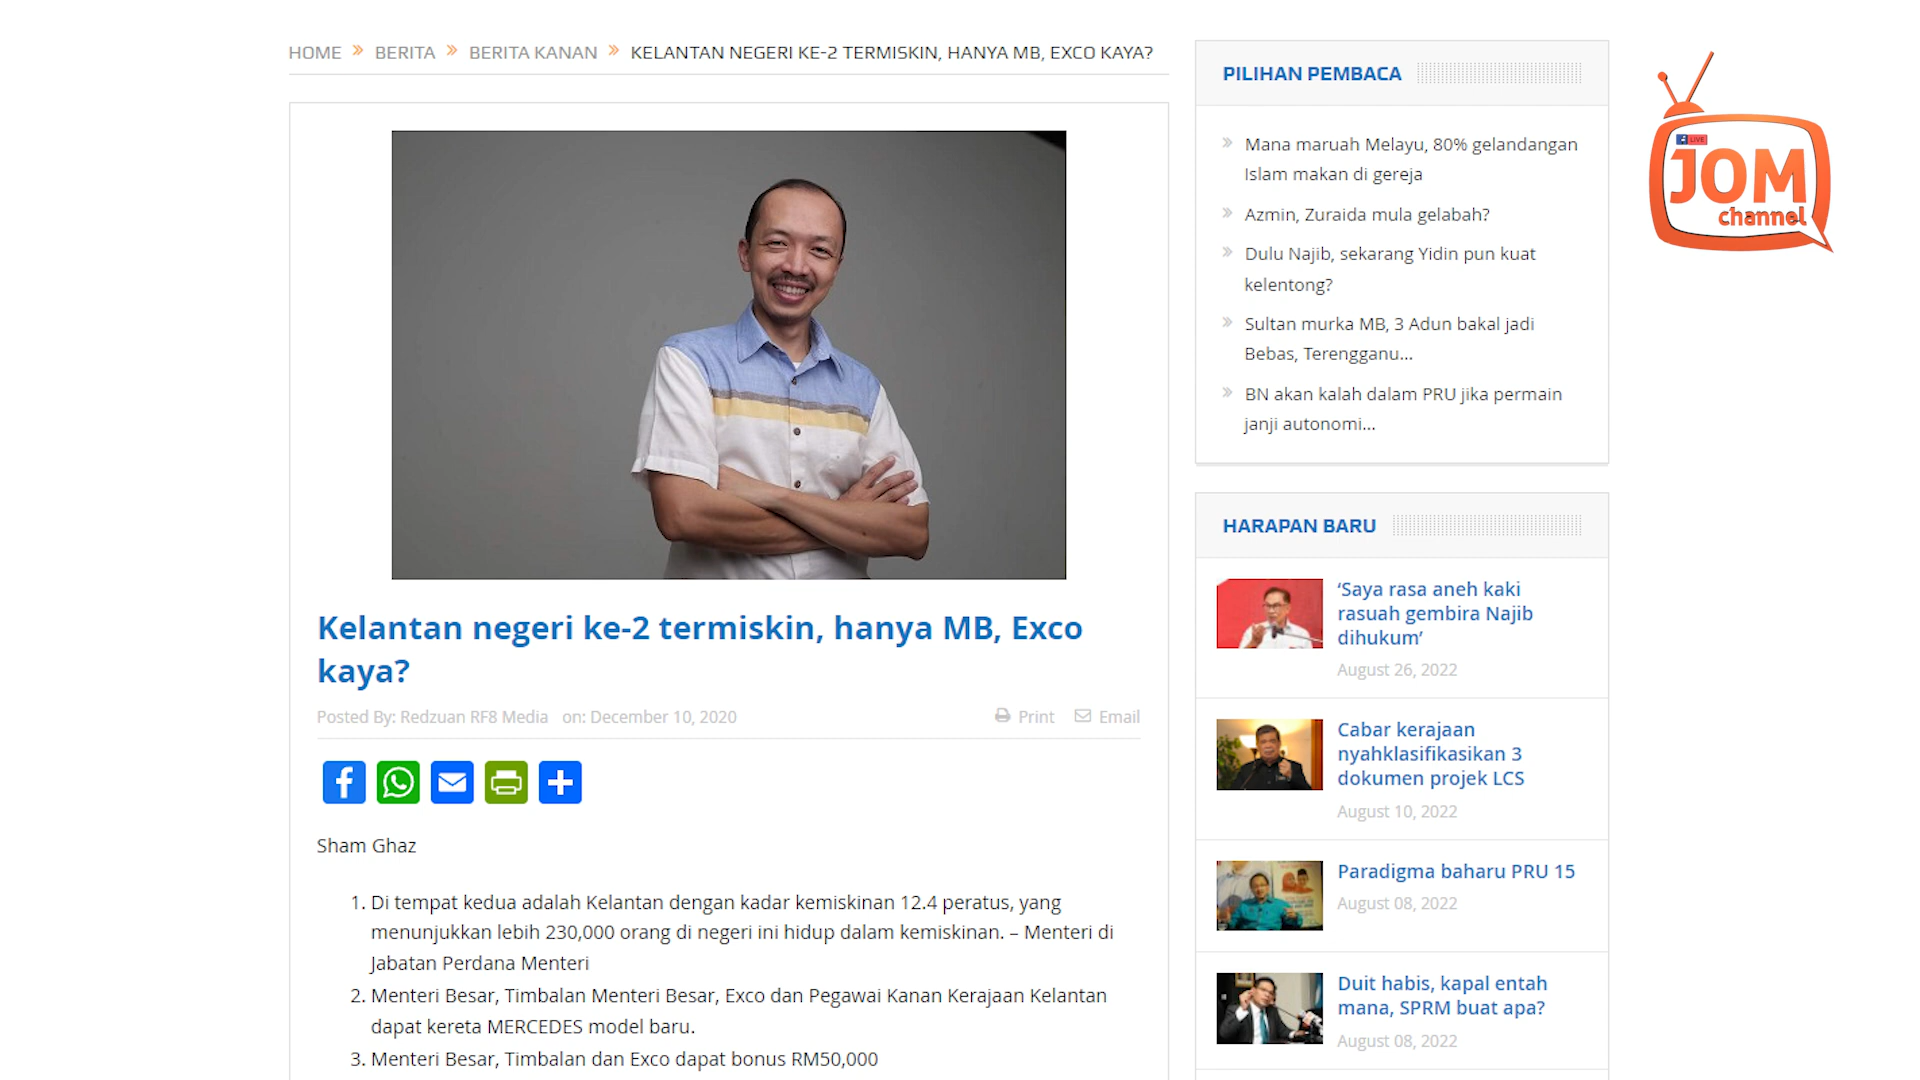 HOME » BERITA » BERITA KANAN » KELANTAN NEGERI KE-2 TERMISKIN, HANYA MB, EXCO KAYA?
Kelantan negeri ke-2 termiskin, hanya MB, Exco
kaya?
Posted By: Redzuan RF8 Media on: December 10, 2020
Print Email
Sham Ghaz
1. Di tempat kedua adalah Kelantan dengan kadar kemiskinan 12.4 peratus, yang
menunjukkan lebih 230,000 orang di negeri ini hidup dalam kemiskinan. – Menteri di
Jabatan Perdana Menteri
2. Menteri Besar, Timbalan Menteri Besar, Exco dan Pegawai Kanan Kerajaan Kelantan
dapat kereta MERCEDES model baru.
3. Menteri Besar, Timbalan dan Exco dapat bonus RM50,000
PILIHAN PEMBACA
» Mana maruah Melayu, 80% gelandangan
Islam makan di gereja
» Azmin, Zuraida mula gelabah?
» Dulu Najib, sekarang Yidin pun kuat
kelentong?
» Sultan murka MB, 3 Adun bakal jadi
Bebas, Terengganu...
» BN akan kalah dalam PRU jika permain
janji autonomi...
HARAPAN BARU
‘Saya rasa aneh kaki
rasuah gembira Najib
dihukum’
August 26, 2022
Cabar kerajaan
nyahklasifikasikan 3
dokumen projek LCS
August 10, 2022
Paradigma baharu PRU 15
August 08, 2022
Duit habis, kapal entah
mana, SPRM buat apa?
August 08, 2022
LIVE
JOM
channel